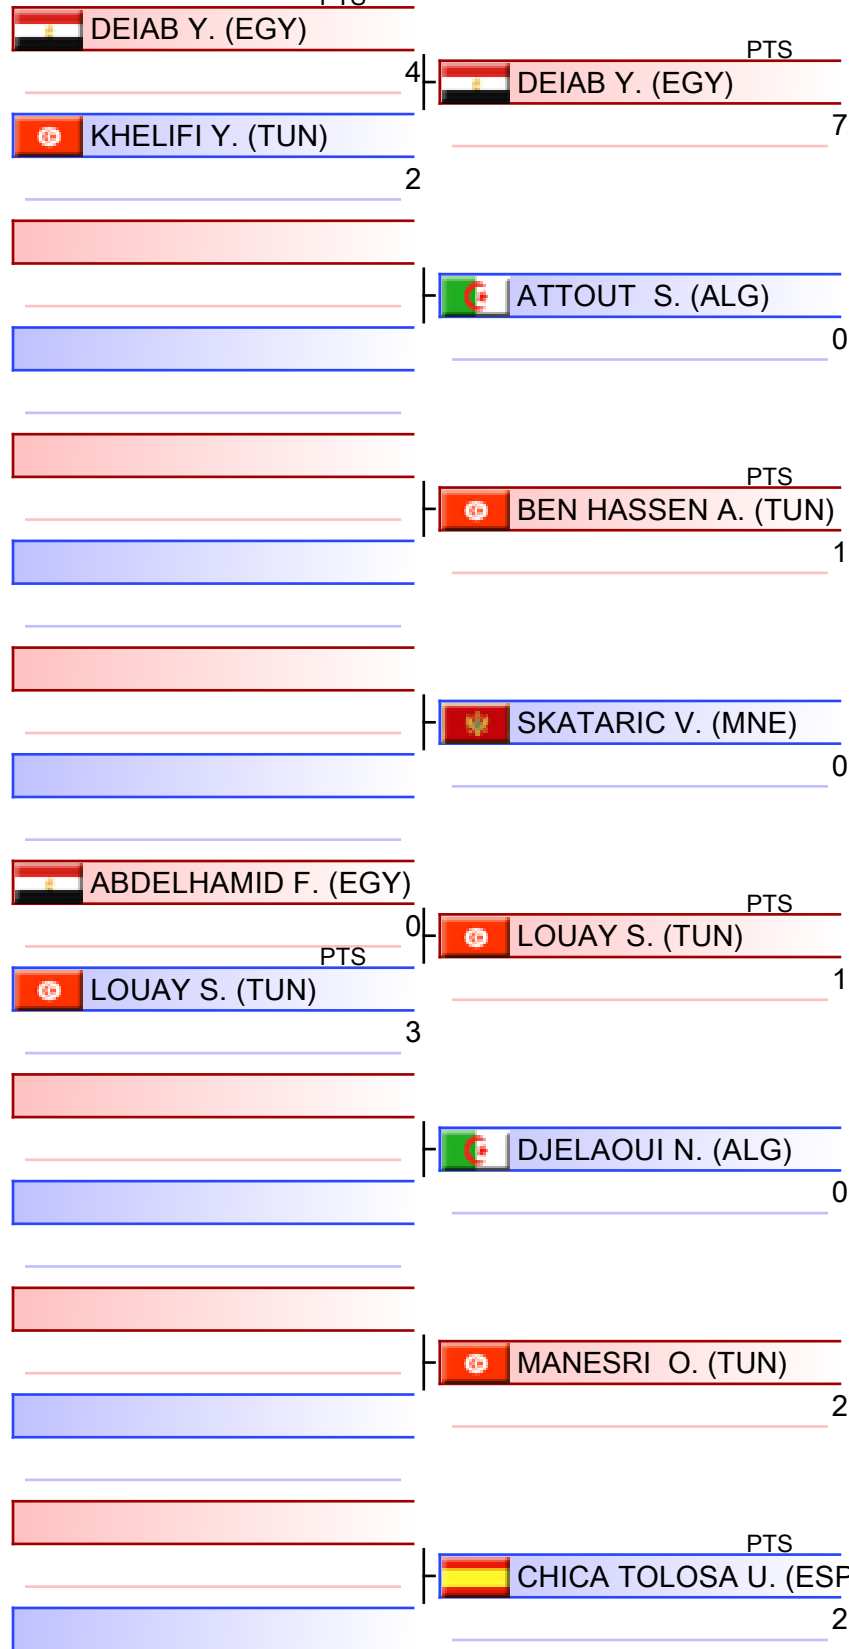 PTS
DEIAB Y. (EGY)
4
KHELIFI Y. (TUN)
2
ABDELHAMID F. (EGY)
0
PTS
LOUAY S. (TUN)
3
PTS
DEIAB Y. (EGY)
7
ATTOUT  S. (ALG)
0
PTS
BEN HASSEN A. (TUN)
1
SKATARIC V. (MNE)
0
PTS
LOUAY S. (TUN)
1
DJELAOUI N. (ALG)
0
MANESRI  O. (TUN)
2
PTS
CHICA TOLOSA U. (ESP
2